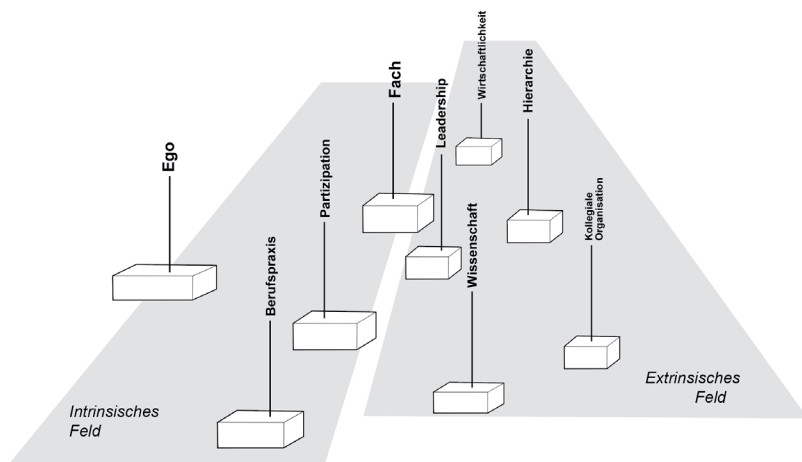 Ego
Berufspraxis
Partizipation
Fach
Leadership
Wissenschaft
Wirtschaftlichkeit
Hierarchie
Kollegiale
Organisation
Intrinsisches
Feld
Extrinsisches
Feld